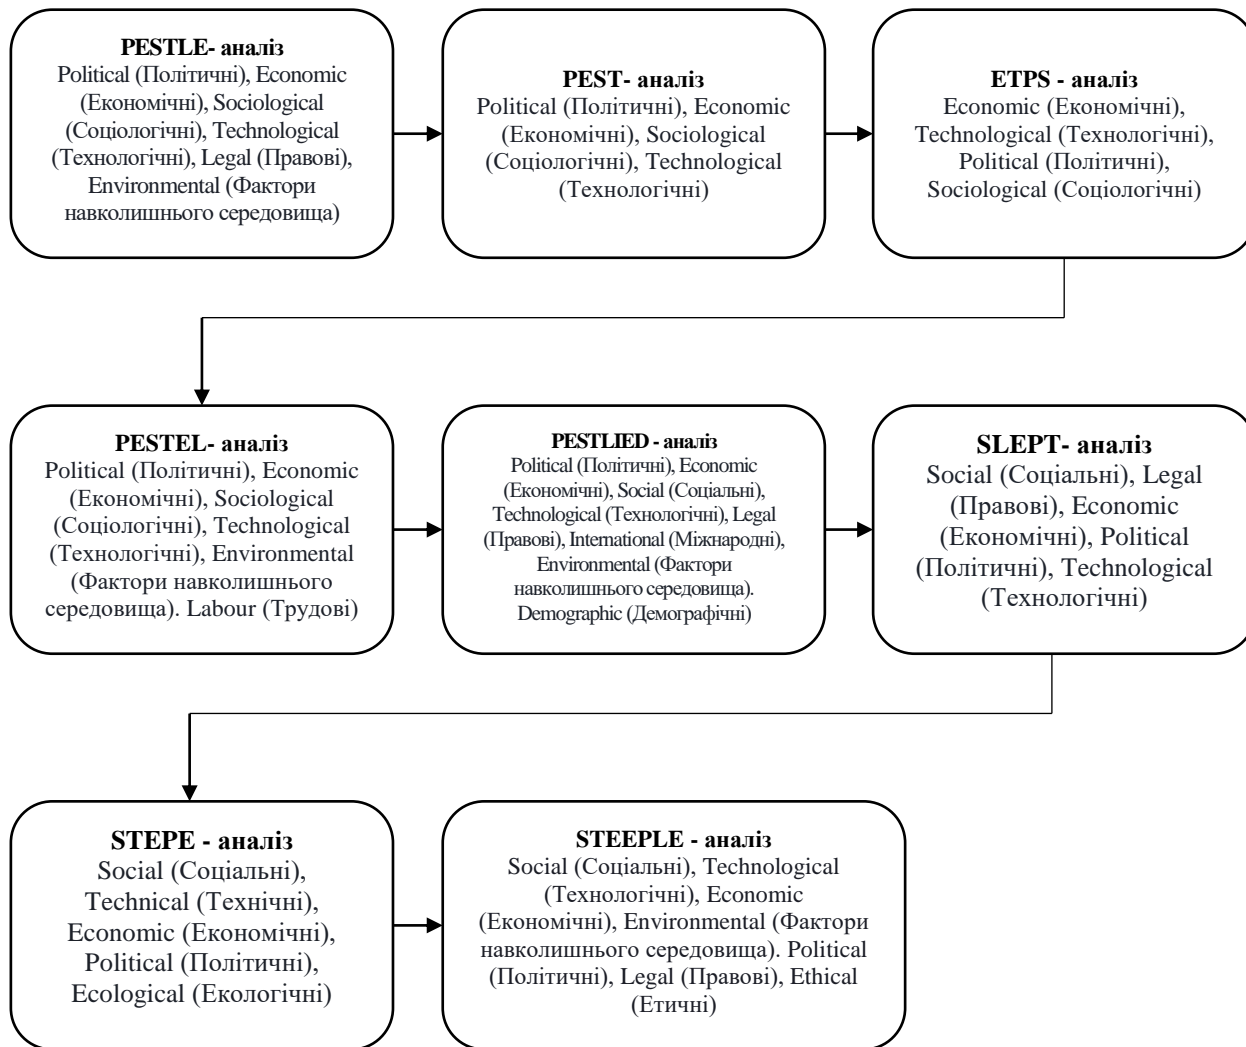 PESTLE- аналіз
Political (Політичні), Economic
(Економічні), Sociological
(Соціологічні), Technological
(Технологічні), Legal (Правові),
Environmental (Фактори
навколишнього середовища)
PEST- аналіз
Political (Політичні), Economic
(Економічні), Sociological
(Соціологічні), Technological
(Технологічні)
ETPS - аналіз
Economic (Економічні),
Technological (Технологічні),
Political (Політичні),
Sociological (Соціологічні)
PESTEL- аналіз
Political (Політичні), Economic
(Економічні), Sociological
(Соціологічні), Technological
(Технологічні), Environmental
(Фактори навколишнього
середовища). Labour (Трудові)
PESTLIED - аналіз
Political (Політичні), Economic
(Економічні), Social (Соціальні),
Technological (Технологічні), Legal
(Правові), International (Міжнародні),
Environmental (Фактори
навколишнього середовища).
Demographic (Демографічні)
SLEPT- аналіз
Social (Соціальні), Legal
(Правові), Economic
(Економічні), Political
(Політичні), Technological
(Технологічні)
STEPE - аналіз
Social (Соціальні),
Technical (Технічні),
Economic (Економічні),
Political (Політичні),
Ecological (Екологічні)
STEEPLE - аналіз
Social (Соціальні), Technological
(Технологічні), Economic
(Економічні), Environmental (Фактори
навколишнього середовища). Political
(Політичні), Legal (Правові), Ethical
(Етичні)